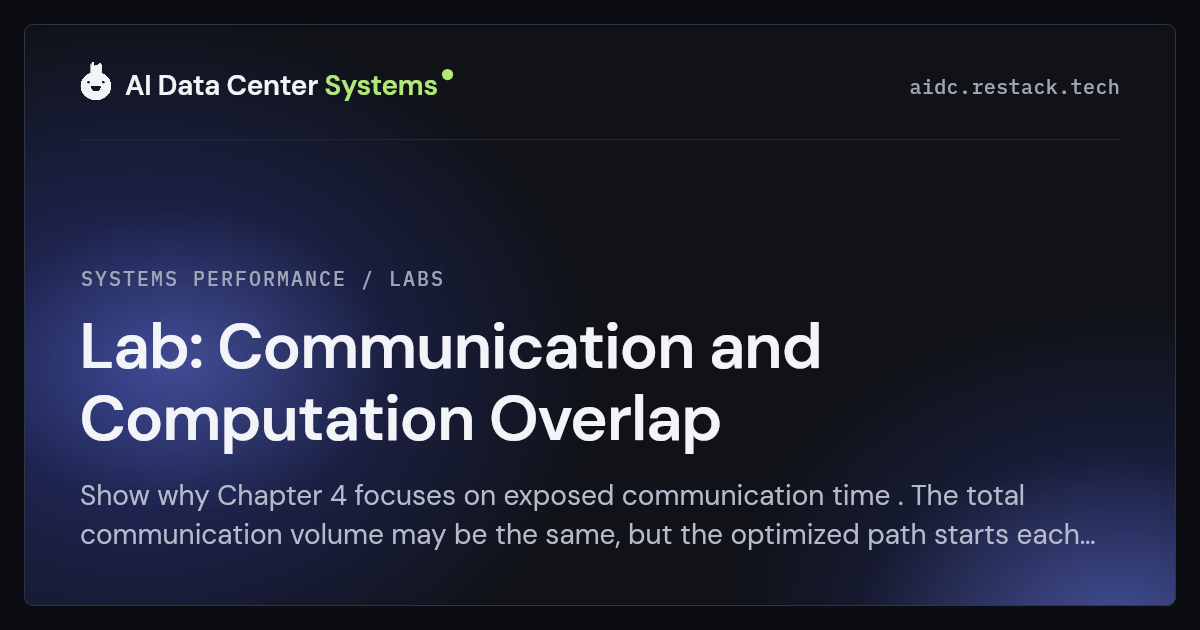 AI Data Center Systems
aidc.restack.tech
SYSTEMS PERFORMANCE / LABS
Lab: Communication and
Computation Overlap
Show why Chapter 4 focuses on exposed communication time . The total
communication volume may be the same, but the optimized path starts each…